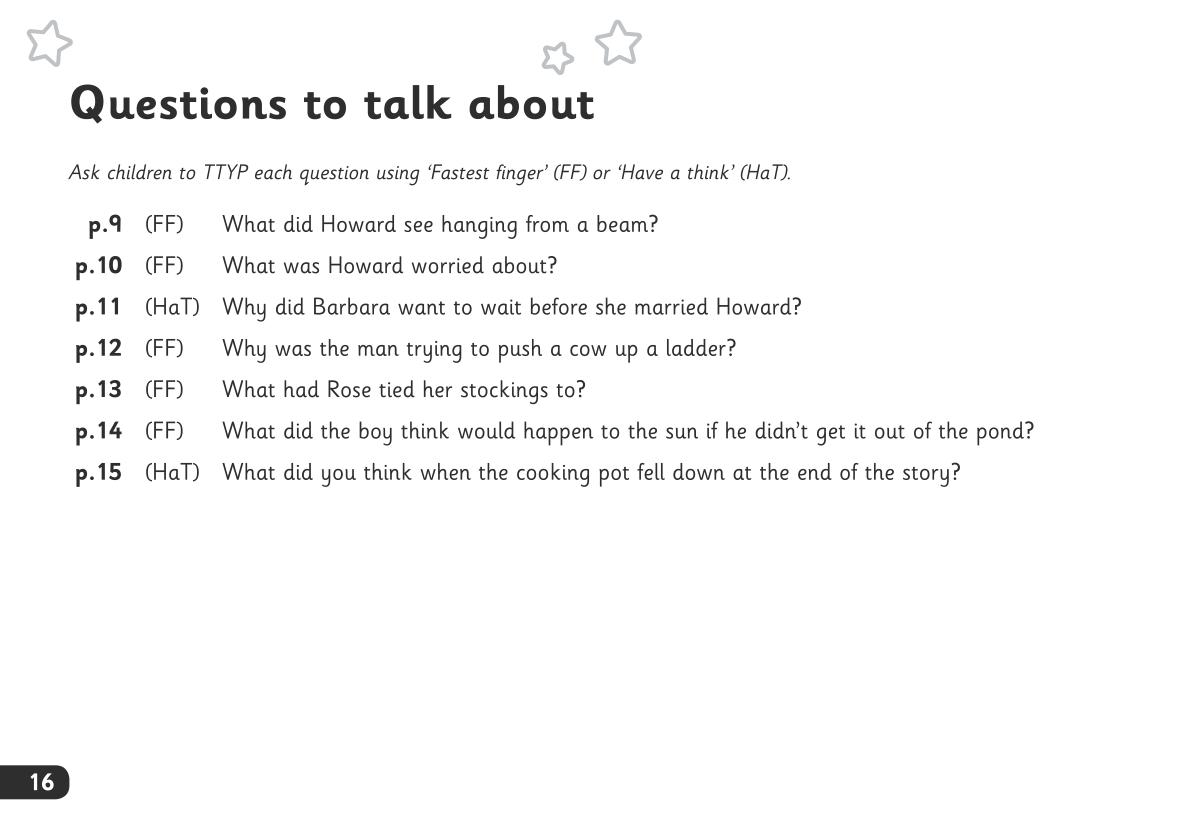 Questions to talk about
Ask children to TTYP each question using ‘Fastest finger’ (FF) or ‘Have a think’ (HaT).
p.9 (FF) What did Howard see hanging from a beam?
p.10 (FF) What was Howard worried about?
p.11 (HaT) Why did Barbara want to wait before she married Howard?
p.12 (FF) Why was the man trying to push a cow up a ladder?
p.13 (FF) What had Rose tied her stockings to?
p.14 (FF) What did the boy think would happen to the sun if he didn’t get it out of the pond?
p.15 (HaT) What did you think when the cooking pot fell down at the end of the story?
16